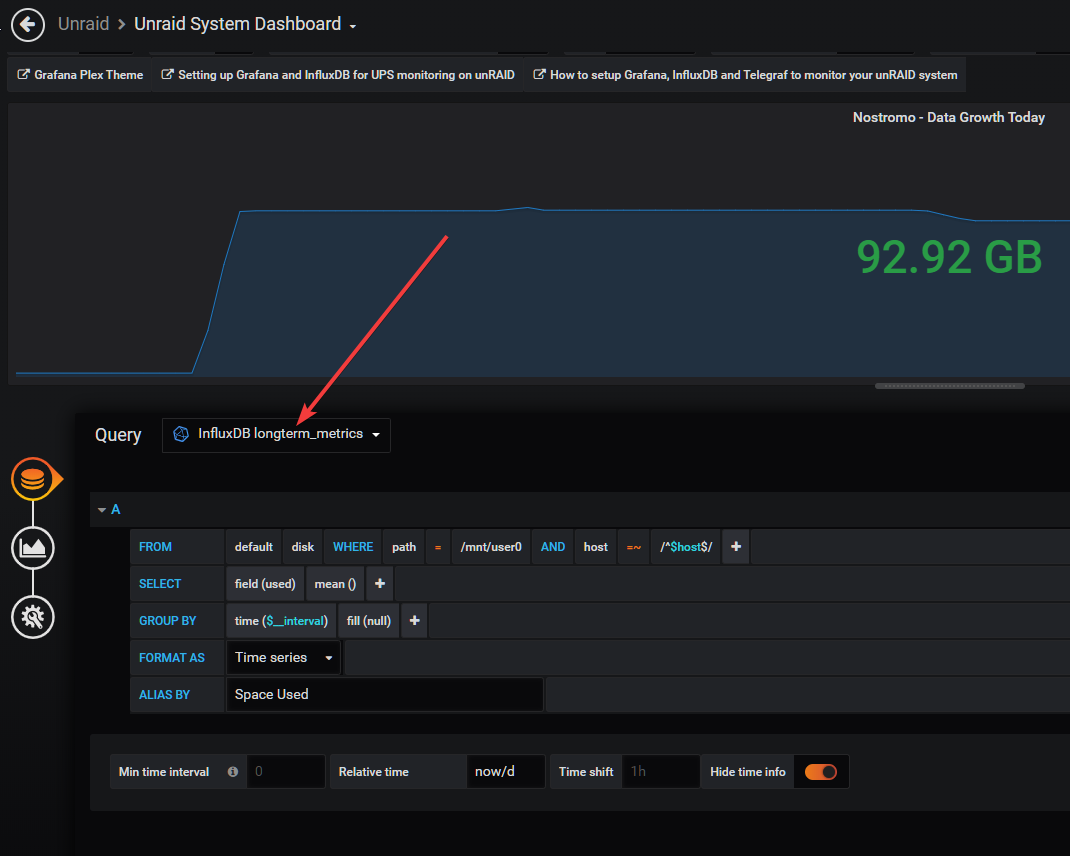 Unraid > Unraid System Dashboard
Grafana Plex Theme Setting up Grafana and InfluxDB for UPS monitoring on unRAID How to setup Grafana, InfluxDB and Telegraf to monitor your unRAID system
Nostromo - Data Growth Today
92.92 GB
Query InfluxDB longterm_metrics
A
FROM default disk WHERE path = /mnt/user0 AND host =~ /^$host$/ +
SELECT field (used) mean () +
GROUP BY time ($__interval) fill (null) +
FORMAT AS Time series
ALIAS BY Space Used
Min time interval 0 Relative time now/d Time shift 1h Hide time info